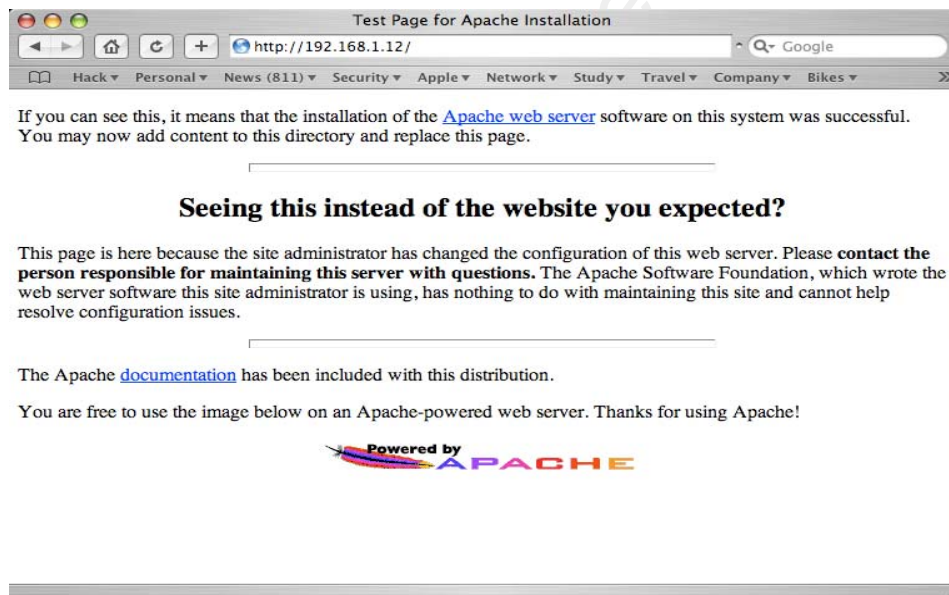 Test Page for Apache Installation
http://192.168.1.12/
Google
Hack Personal News (811) Security Apple Network Study Travel Company Bikes
If you can see this, it means that the installation of the Apache web server software on this system was successful.
You may now add content to this directory and replace this page.
Seeing this instead of the website you expected?
This page is here because the site administrator has changed the configuration of this web server. Please contact the
person responsible for maintaining this server with questions. The Apache Software Foundation, which wrote the
web server software this site administrator is using, has nothing to do with maintaining this site and cannot help
resolve configuration issues.
The Apache documentation has been included with this distribution.
You are free to use the image below on an Apache-powered web server. Thanks for using Apache!
Powered by
APACHE